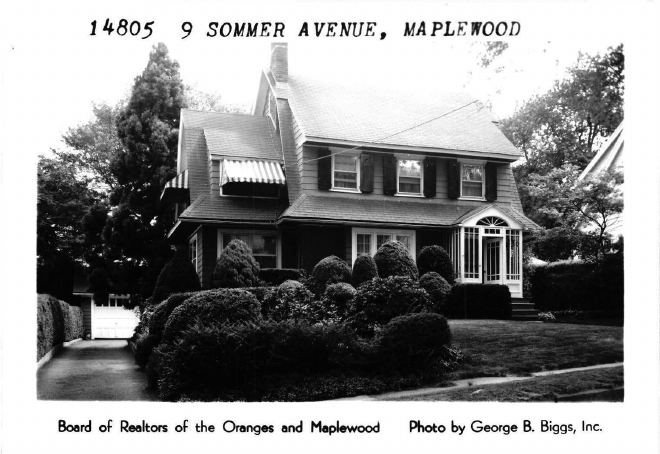 14805 9 SOMMER AVENUE, MAPLEWOOD
Board of Realtors of the Oranges and Maplewood Photo by George B. Biggs, Inc.